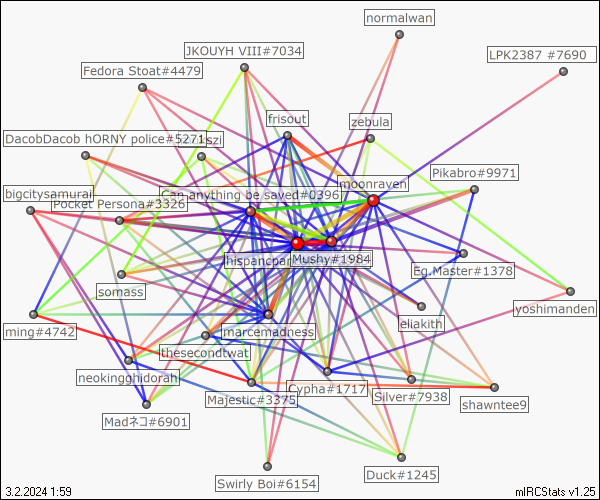 normalwan
JKOUYH VIII#7034
LPK2387 #7690
Fedora Stoat#4479
frisout
zebula
DacobDacob hORNY police#5271
szi
Pikabro#9971
moonraven
bigcitysamurai
Can anything be sayed#0396
Pocket Persona#3326
Mushy#1984
Eg.Master#1378
somass
yoshimanden
eliakith
ming#4742
marcemadness
thesecondtwat
neokingghidorah
Cypha#1717
Majestic#3375
Silver#7938
shawntee9
Madネコ#6901
Duck#1245
Swirly Boi#6154
3.2.2024 1:59
mIRCStats v1.25